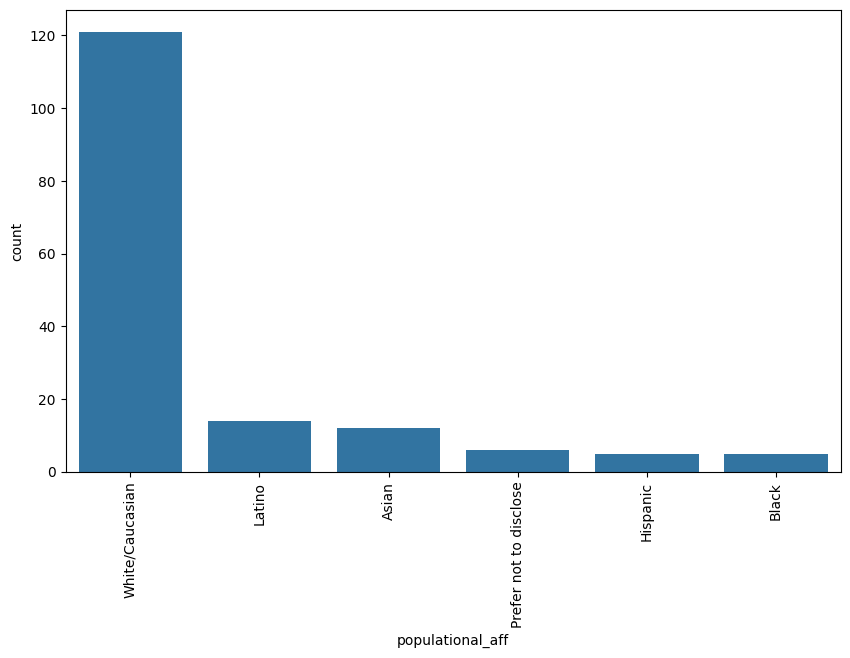 120
100
80
60
40
20
0
count
White/Caucasian
Latino
Asian
Prefer not to disclose
Hispanic
Black
populational_aff